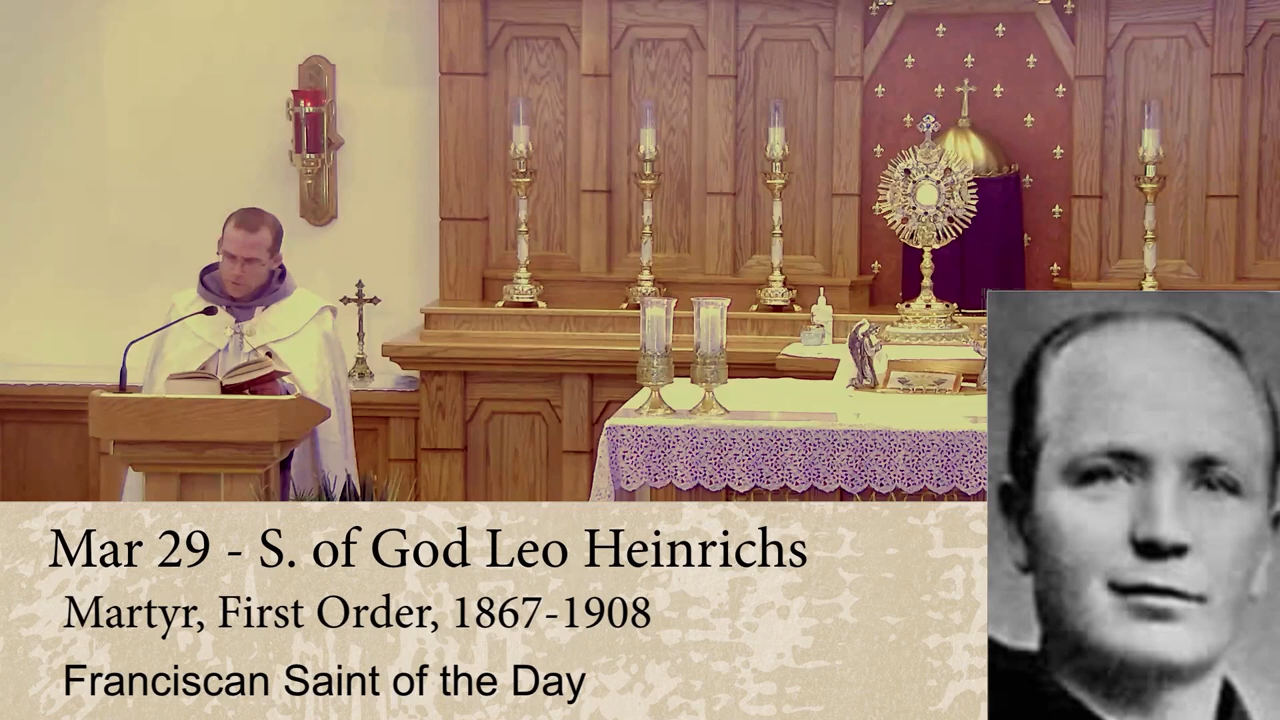 Mar 29 - S. of God Leo Heinrichs
Martyr, First Order, 1867-1908
Franciscan Saint of the Day